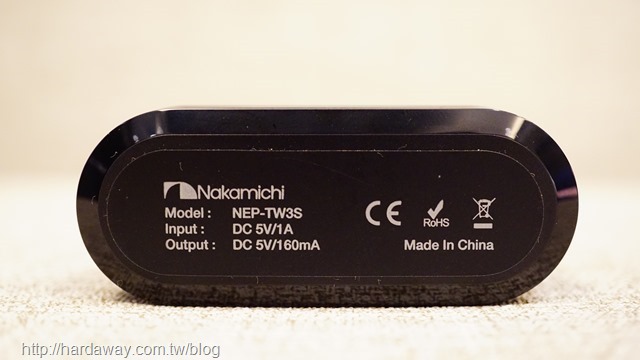 Nakamichi
Model : NEP-TW3S
Input : DC 5V/1A
Output : DC 5V/160mA
CE
RoHS
Made In China
http://hardaway.com.tw/blog